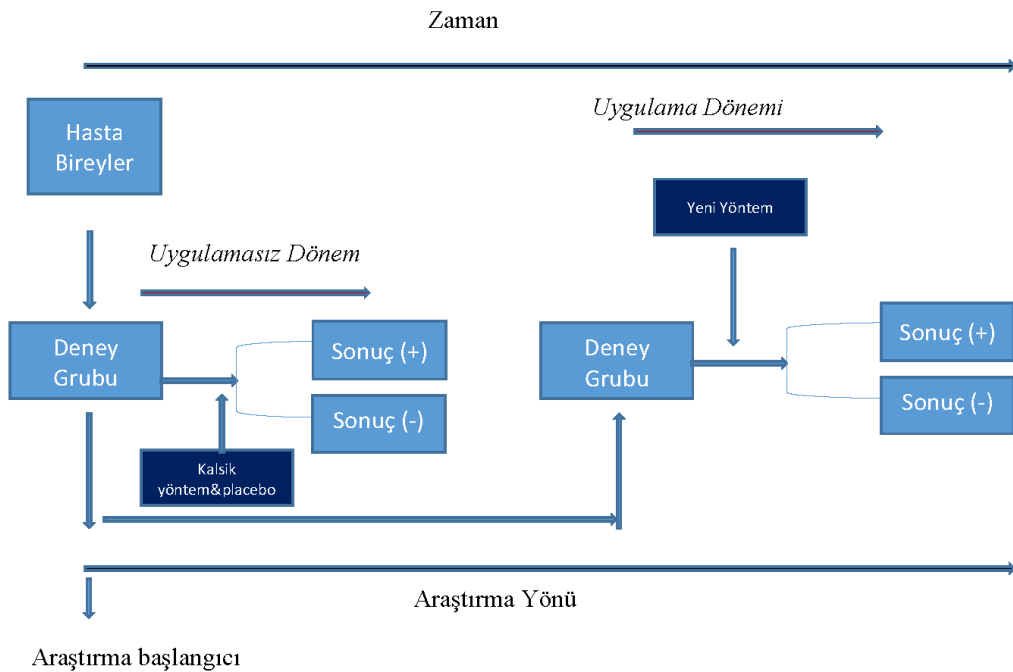 Zaman
Uygulama Dönemi
Hasta
Bireyler
Yeni Yöntem
Uygulamasız Dönem
Deney
Grubu
Sonuç (+)
Sonuç (-)
Kalsik
yöntem&placebo
Deney
Grubu
Sonuç (+)
Sonuç (-)
Araştırma Yönü
Araştırma başlangıcı